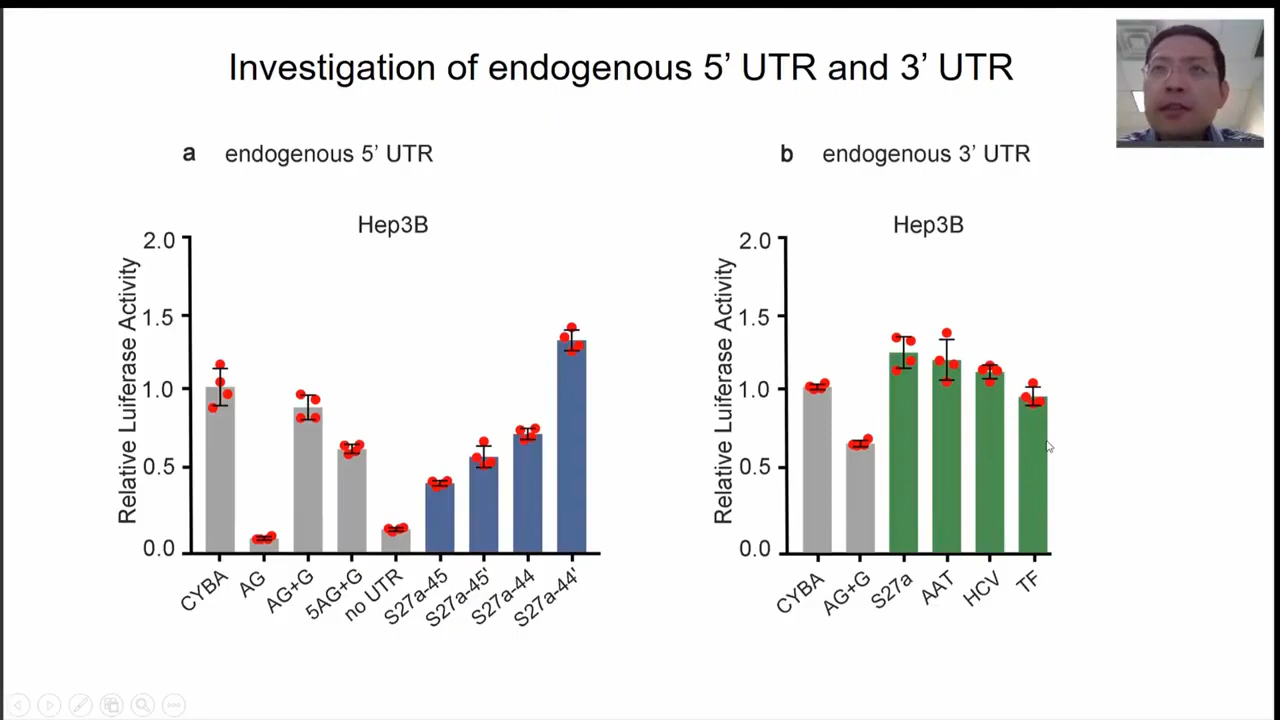 Investigation of endogenous 5’ UTR and 3’ UTR
a endogenous 5’ UTR
Hep3B
Relative Luiferase Activity
2.0
1.5
1.0
0.5
0.0
CYBA
AG
AG+G
5AG+G
no UTR
S27a-45
S27a-45'
S27a-44
S27a-44'
b endogenous 3’ UTR
Hep3B
Relative Luiferase Activity
2.0
1.5
1.0
0.5
0.0
CYBA
AG+G
S27a
AAT
HCV
TF